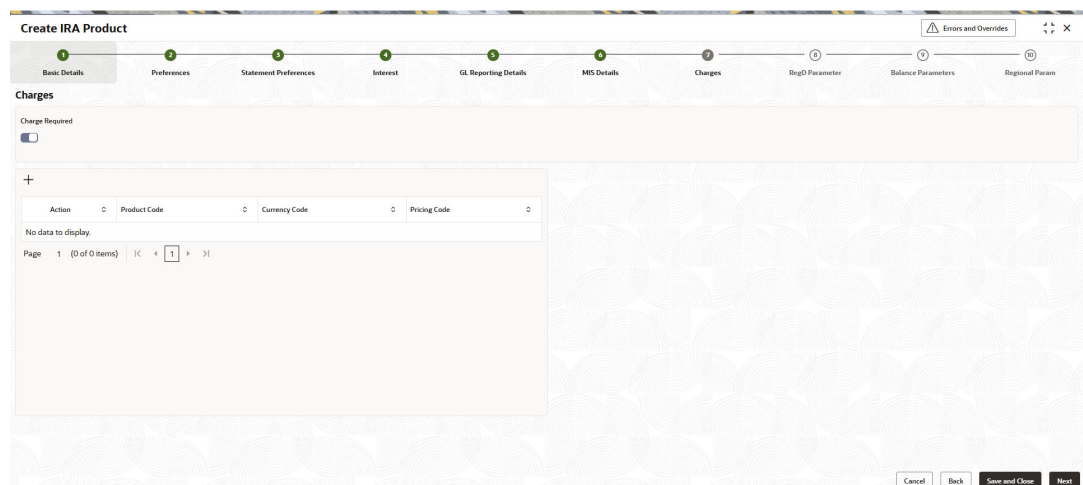 Create IRA Product
Errors and Overrides
1 2 3 4 5 6 7 8 9 10
Basic Details Preferences Statement Preferences Interest GL Reporting Details MIS Details Charges RegD Parameter Balance Parameters Regional Param
Charges
Charge Required
Action Product Code Currency Code Pricing Code
No data to display.
Page 1 (0 of 0 items) 1
Cancel Back Save and Close Next